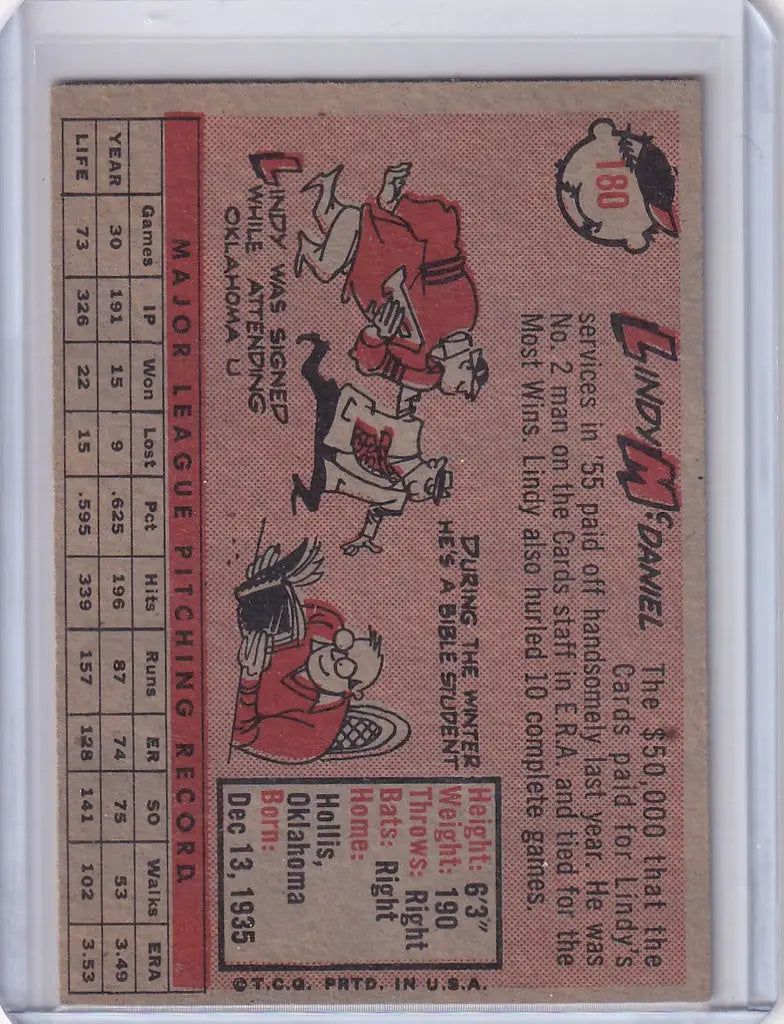 180
LINDY McDANIEL
The $50,000 that the
Cards paid for Lindy's
services in '55 paid off handsomely last year. He was
No. 2 man on the Cards staff in E.R.A. and tied for the
Most Wins. Lindy also hurled 10 complete games.
LINDY WAS SIGNED
WHILE ATTENDING
OKLAHOMA U
DURING THE WINTER
HE'S A BIBLE STUDENT
Height: 6'3"
Weight: 190
Throws: Right
Bats: Right
Home:
Hollis,
Oklahoma
Born:
Dec 13, 1935
MAJOR LEAGUE PITCHING RECORD
Games IP Won Lost Pct Hits Runs ER SO Walks ERA
YEAR 30 191 15 9 .625 196 87 74 75 53 3.49
LIFE 73 326 22 15 .595 339 157 128 141 102 3.53
©T.C.G. PRTD. IN U.S.A.